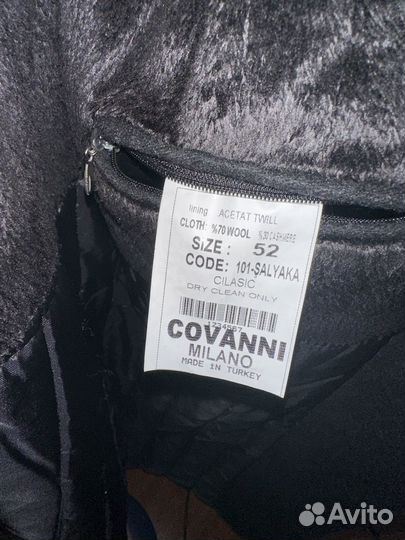 lining ACETAT TWILL
CLOTH: %70 WOOL %30 CASHMERE
SIZE : 52
CODE: 101-SALYAKA
CILASIC
DRY CLEAN ONLY
1234567
COVANNI
MILANO
MADE IN TURKEY
Avito